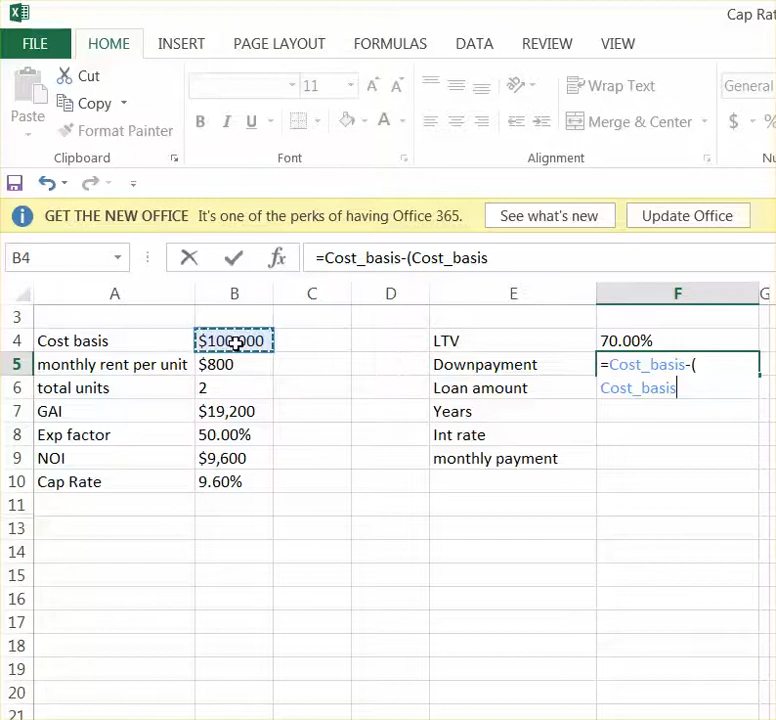 Cap Rat
FILE HOME INSERT PAGE LAYOUT FORMULAS DATA REVIEW VIEW
Cut
Copy
Paste
Format Painter
11
B I U A
Wrap Text
Merge & Center
General
$ %
Clipboard Font Alignment Nu
GET THE NEW OFFICE It's one of the perks of having Office 365. See what's new Update Office
B4 fx =Cost_basis-(Cost_basis
A B C D E F G
3
4 Cost basis $100,000 LTV 70.00%
5 monthly rent per unit $800 Downpayment =Cost_basis-(
6 total units 2 Loan amount Cost_basis
7 GAI $19,200 Years
8 Exp factor 50.00% Int rate
9 NOI $9,600 monthly payment
10 Cap Rate 9.60%
11
13
14
15
16
17
18
19
20
21